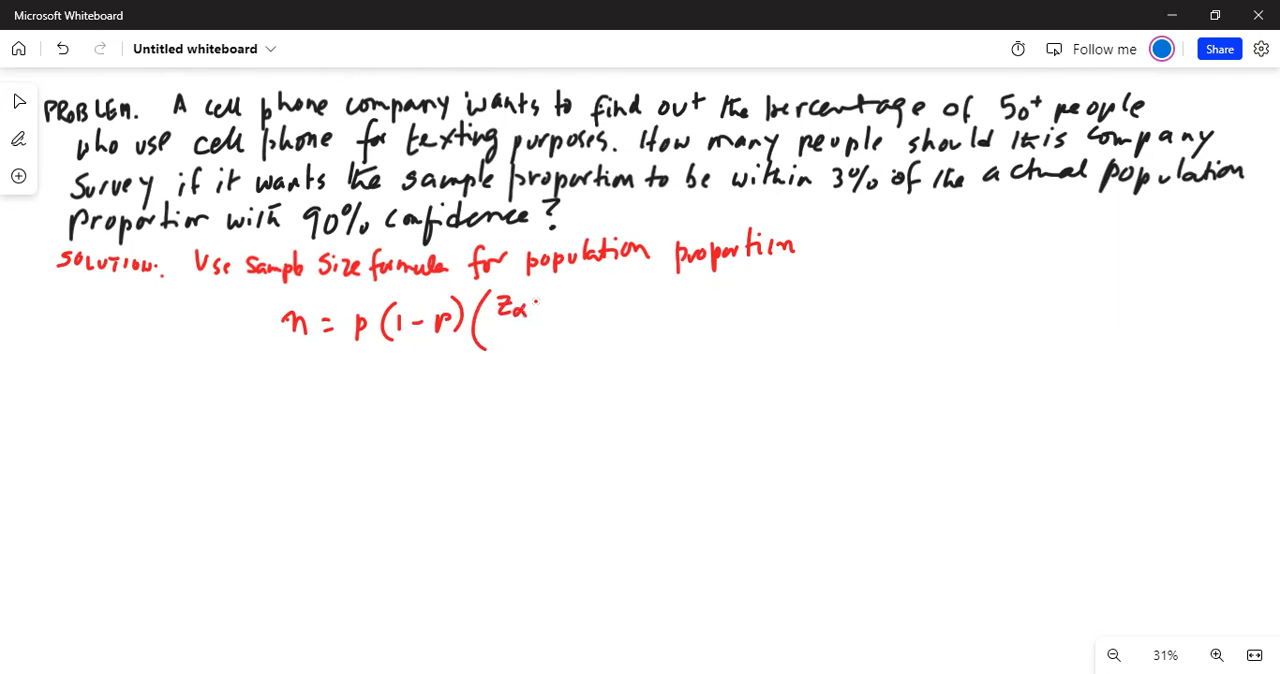 Microsoft Whiteboard
Untitled whiteboard
Follow me
Share
PROBLEM. A cell phone company wants to find out the percentage of 50+ people
who use cell phone for texting purposes. How many people should this company
survey if it wants the sample proportion to be within 3% of the actual population
proportion with 90% confidence?
SOLUTION: Use sample size formula for population proportion
n = p(1-p)(zα
31%